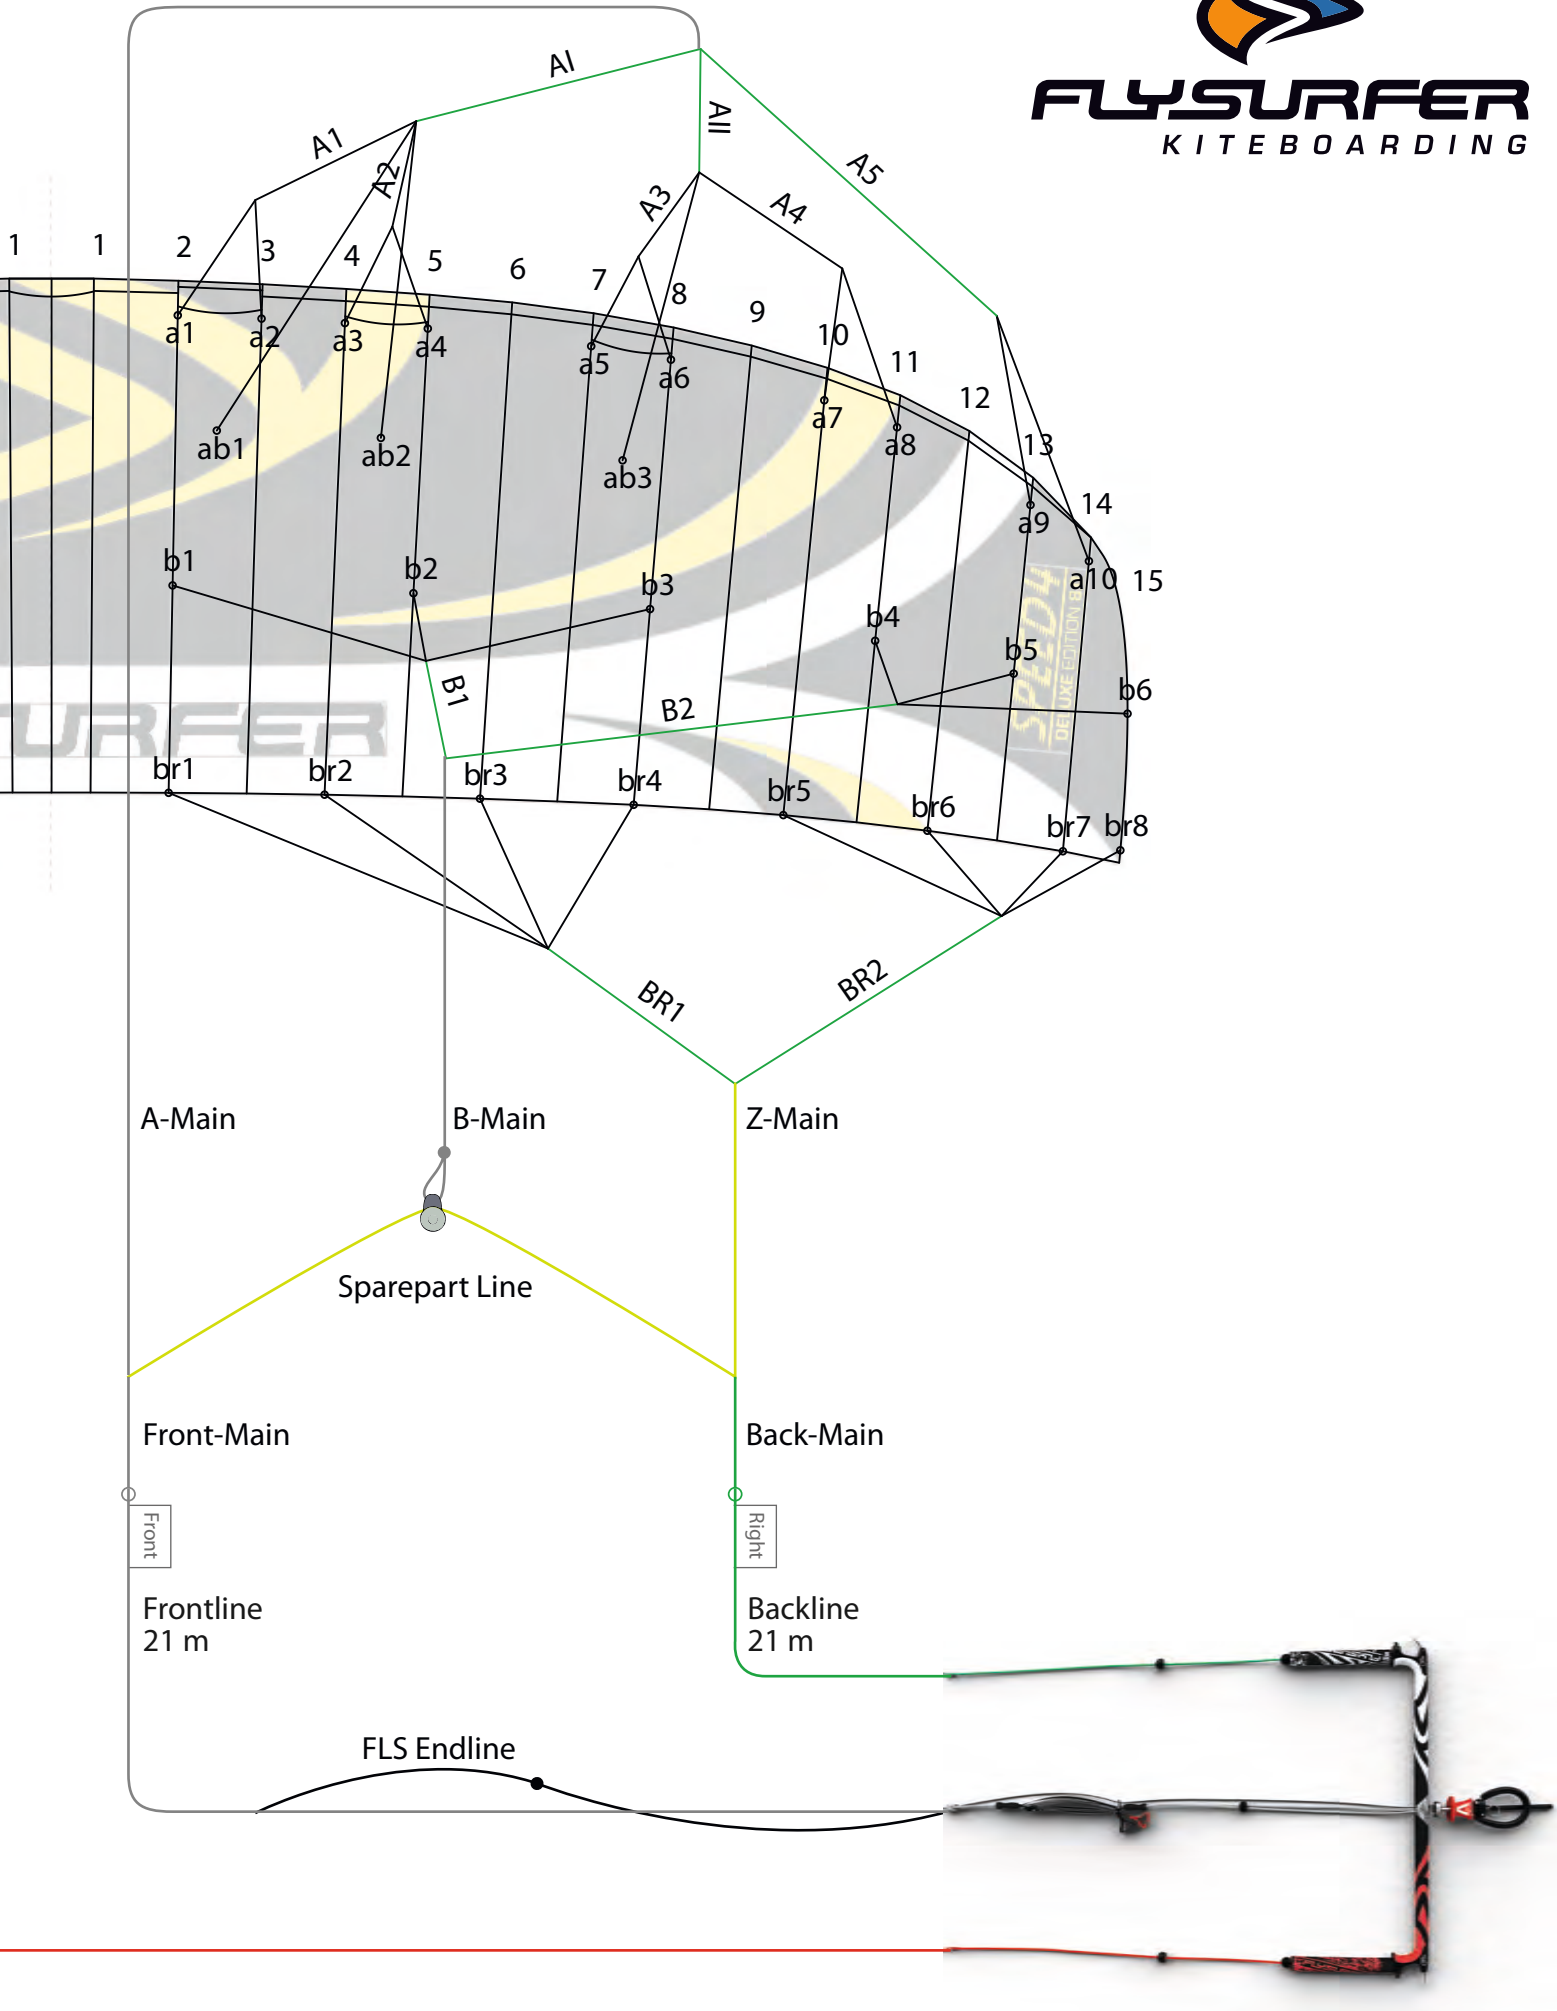 FLYSURFER
KITEBOARDING
AI
AII
A1
A2
A3
A4
A5
1
1
2
3
4
5
6
7
8
9
10
11
12
13
14
15
a1
a2
a3
a4
a5
a6
a7
a8
a9
a10
ab1
ab2
ab3
b1
b2
b3
b4
b5
b6
SPEED4
DELUXE EDITION 8
B1
B2
URFER
br1
br2
br3
br4
br5
br6
br7
br8
BR1
BR2
A-Main
B-Main
Z-Main
Sparepart Line
Front-Main
Back-Main
Front
Right
Frontline
21 m
Backline
21 m
FLS Endline